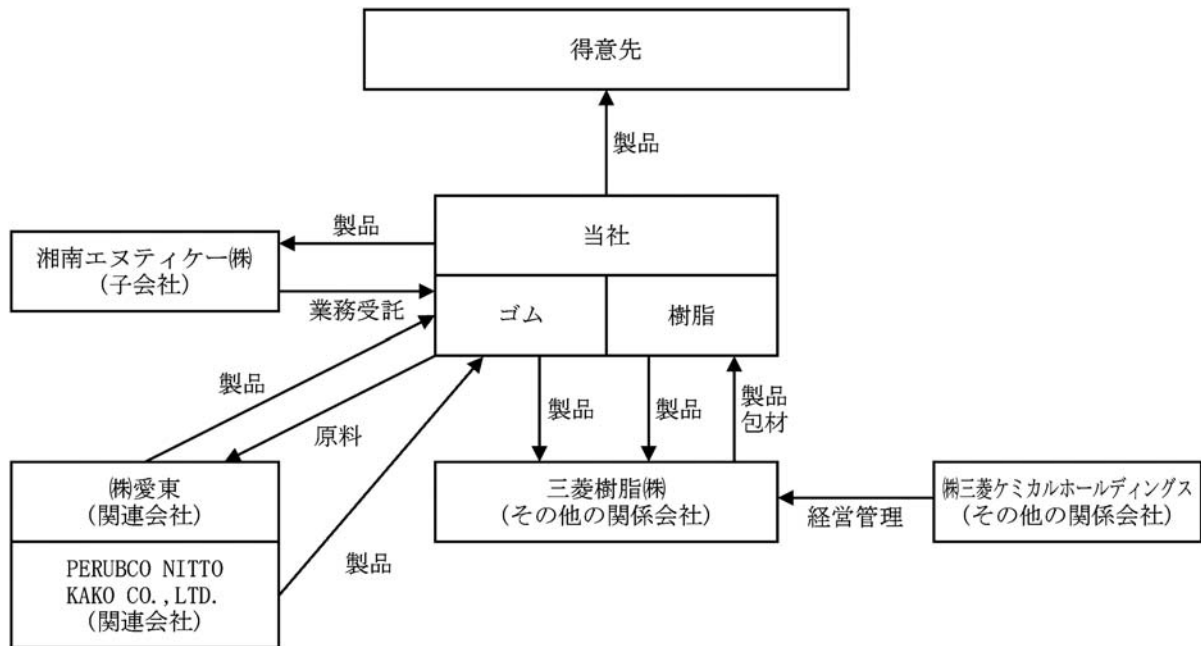 得意先
製品
当社
製品
湘南エヌティケー㈱
(子会社)
業務受託
ゴム
樹脂
製品
原料
製品
製品
製品
包材
㈱愛東
(関連会社)
三菱樹脂㈱
(その他の関係会社)
㈱三菱ケミカルホールディングス
(その他の関係会社)
経営管理
製品
PERUBCO NITTO
KAKO CO.,LTD.
(関連会社)